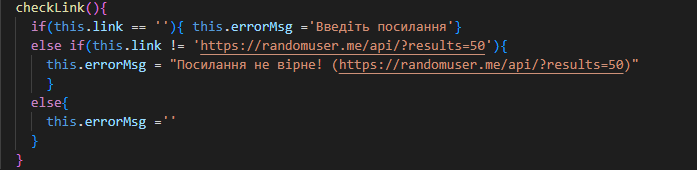 checkLink(){
if(this.link == ''){ this.errorMsg ='Введіть посилання'}
else if(this.link != 'https://randomuser.me/api/?results=50'){
this.errorMsg = "Посилання не вірне! (https://randomuser.me/api/?results=50)"
}
else{
this.errorMsg =''
}
}